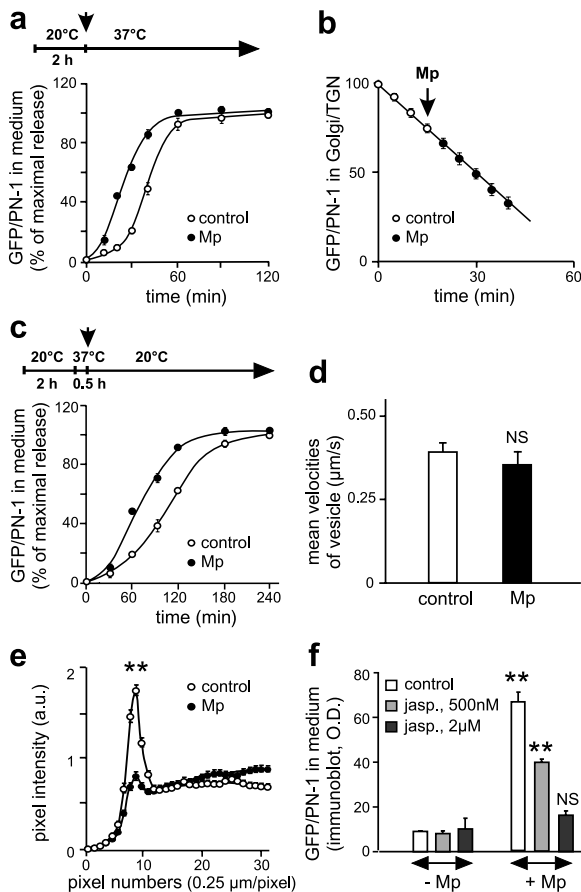 a
20°C 37°C
2 h
GFP/PN-1 in medium
(% of maximal release)
120
80
40
0
control
Mp
0 30 60 90 120
time (min)
b
Mp
GFP/PN-1 in Golgi/TGN
100
50
0
control
Mp
0 30 60
time (min)
c
20°C 37°C 20°C
2 h 0.5 h
GFP/PN-1 in medium
(% of maximal release)
120
80
40
0
control
Mp
0 60 120 180 240
time (min)
d
mean velocities
of vesicle (µm/s)
0.50
0.25
0
NS
control Mp
e
pixel intensity (a.u.)
2
1
0
**
control
Mp
0 10 20 30
pixel numbers (0.25 µm/pixel)
f
GFP/PN-1 in medium
(immunoblot, O.D.)
80
60
40
20
0
control
jasp., 500nM
jasp., 2µM
**
**
NS
- Mp + Mp